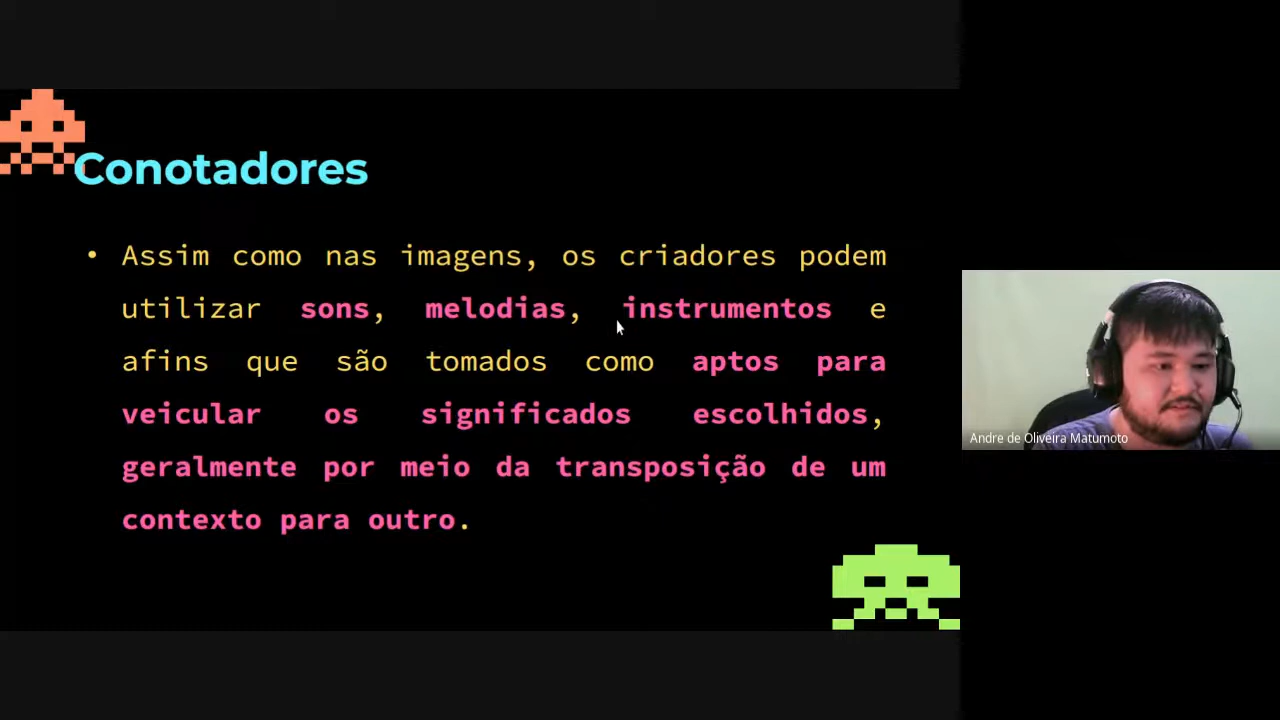 Conotadores
• Assim como nas imagens, os criadores podem
utilizar sons, melodias, instrumentos e
afins que são tomados como aptos para
veicular os significados escolhidos,
geralmente por meio da transposição de um
contexto para outro.
Andre de Oliveira Matumoto